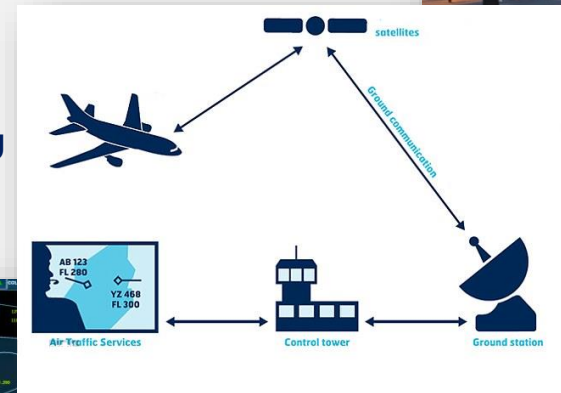 satellites
Ground communication
AB 123
FL 280
YZ 468
FL 300
Air Traffic Services
Control tower
Ground station